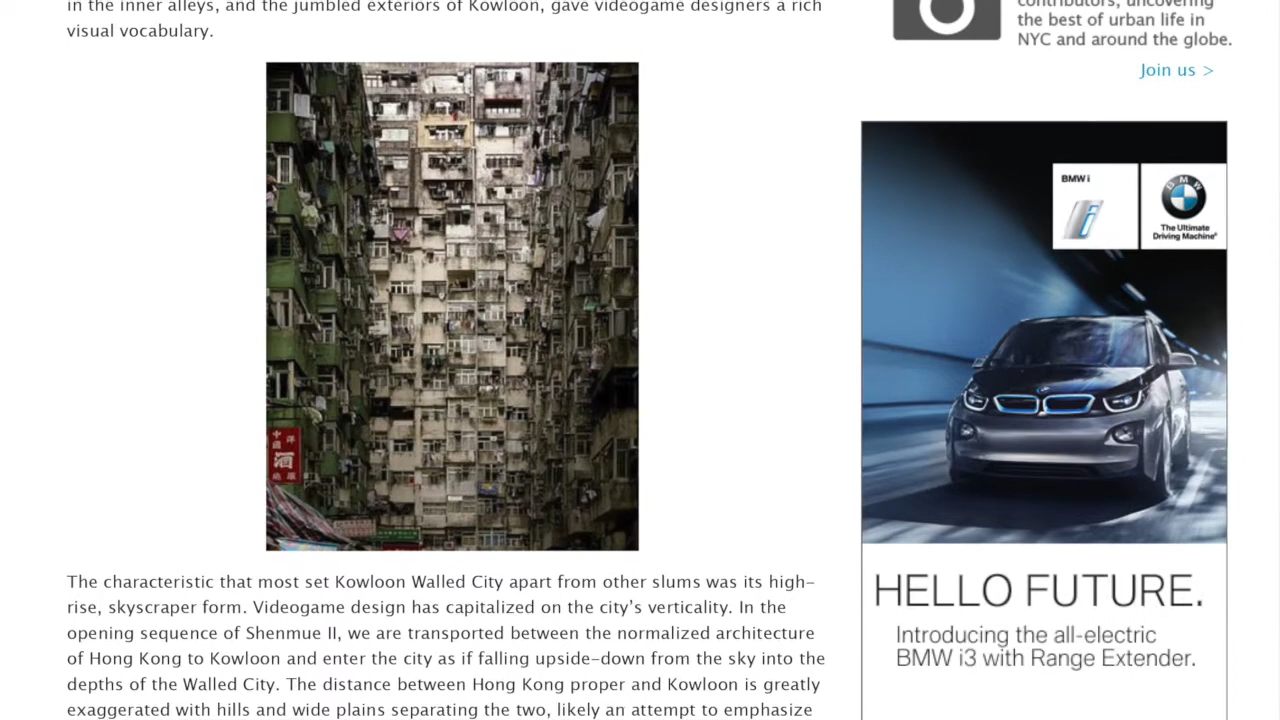 in the inner alleys, and the jumbled exteriors of Kowloon, gave videogame designers a rich
visual vocabulary.
中國
洋
酒
The characteristic that most set Kowloon Walled City apart from other slums was its high-
rise, skyscraper form. Videogame design has capitalized on the city's verticality. In the
opening sequence of Shenmue II, we are transported between the normalized architecture
of Hong Kong to Kowloon and enter the city as if falling upside-down from the sky into the
depths of the Walled City. The distance between Hong Kong proper and Kowloon is greatly
exaggerated with hills and wide plains separating the two, likely an attempt to emphasize
contributors, uncovering
the best of urban life in
NYC and around the globe.
Join us >
BMW i
i
BMW
The Ultimate
Driving Machine®
HELLO FUTURE.
Introducing the all-electric
BMW i3 with Range Extender.